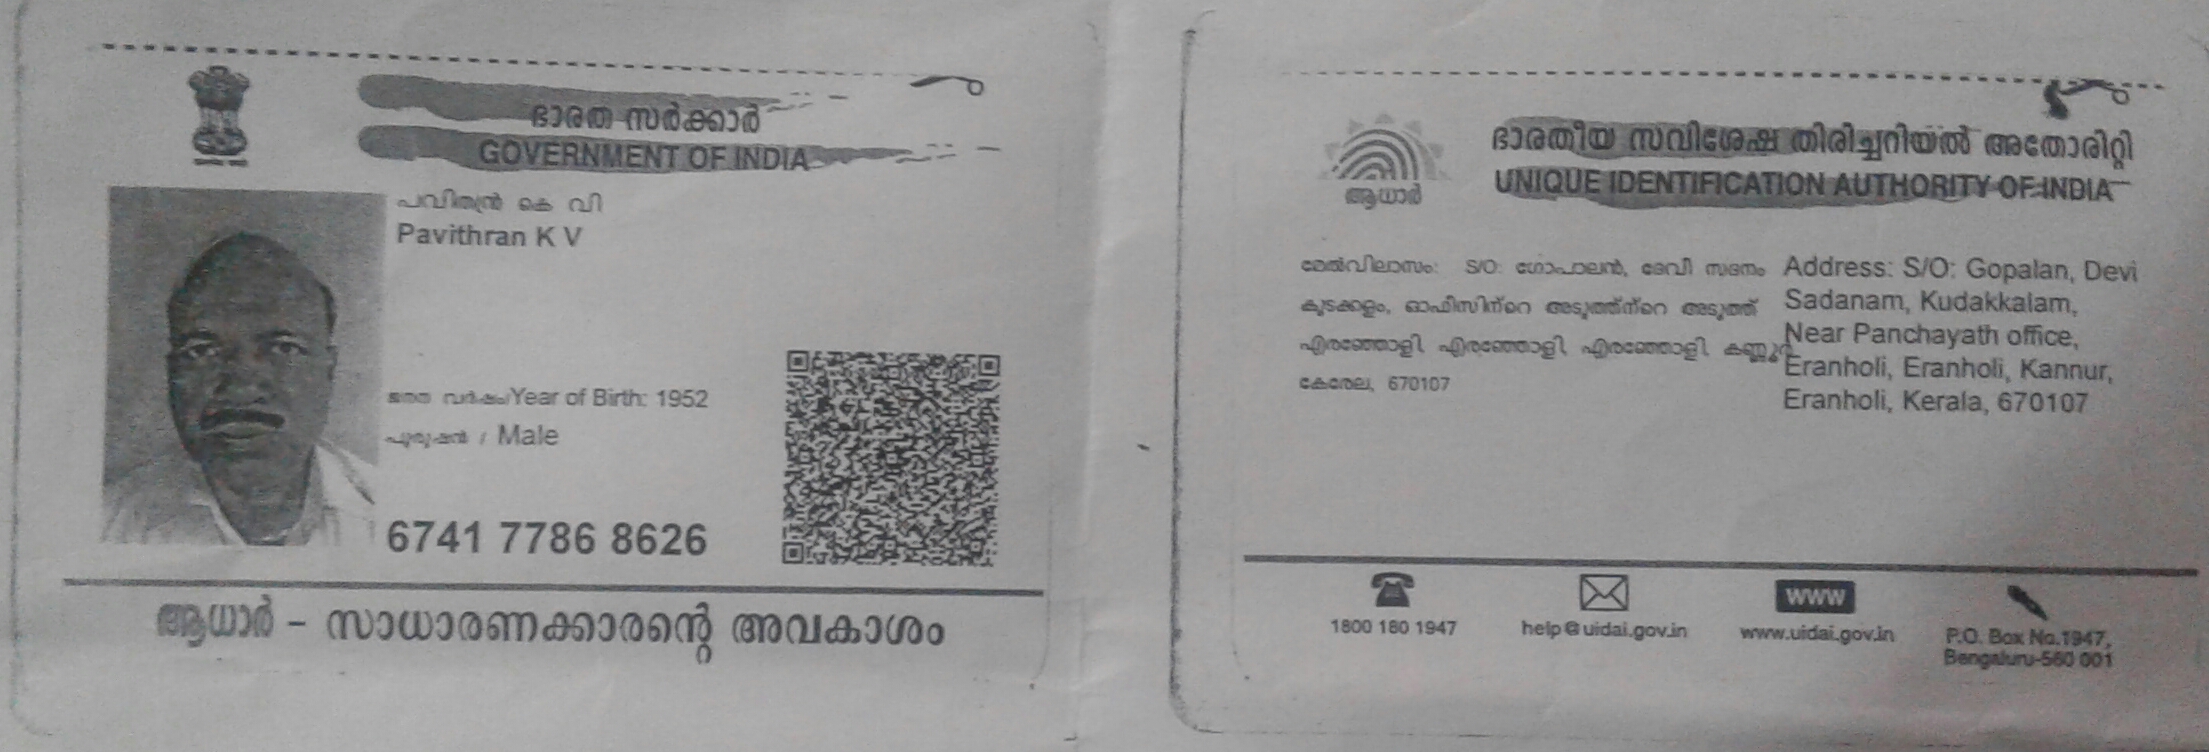 ഭാരത സർക്കാർ
GOVERNMENT OF INDIA
പവിത്രൻ കെ വി
Pavithran K V
ജനന വർഷം/Year of Birth: 1952
പുരുഷൻ / Male
6741 7786 8626
ആധാർ - സാധാരണക്കാരന്റെ അവകാശം
ഭാരതീയ സവിശേഷ തിരിച്ചറിയൽ അതോരിറ്റി
UNIQUE IDENTIFICATION AUTHORITY OF INDIA
ആധാർ
മേൽവിലാസം: S/O: ഗോപാലൻ, ദേവി സദനം
കുടക്കളം, ഓഫീസിൻ്റെ അടുത്ത്ൻ്റെ അടുത്ത്
എരഞ്ഞോളി എരഞ്ഞോളി എരഞ്ഞോളി കണ്ണൂർ
കേരല, 670107
Address: S/O: Gopalan, Devi
Sadanam, Kudakkalam,
Near Panchayath office,
Eranholi, Eranholi, Kannur,
Eranholi, Kerala, 670107
1800 180 1947
help@uidai.gov.in
www
www.uidai.gov.in
P.O. Box No.1947,
Bengaluru-560 001